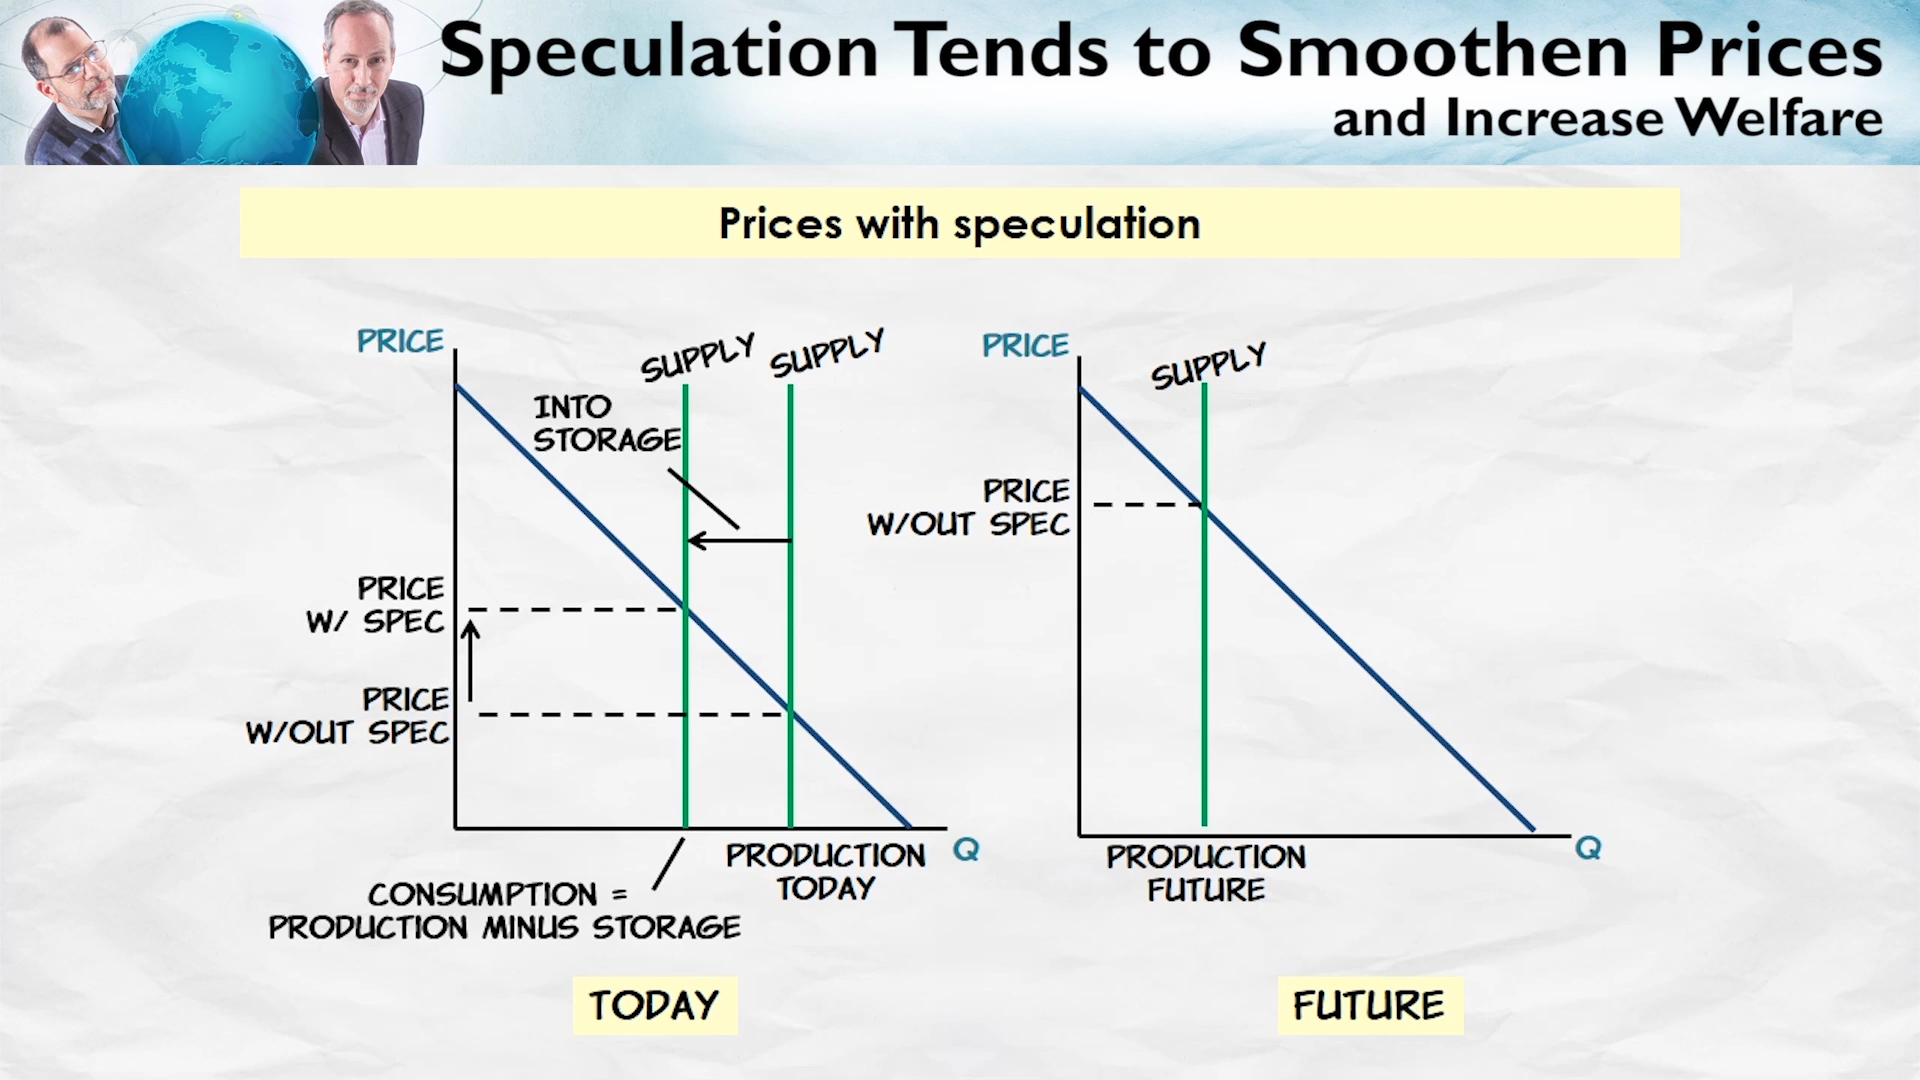 Speculation Tends to Smoothen Prices
and Increase Welfare
Prices with speculation
PRICE
SUPPLY
SUPPLY
INTO
STORAGE
PRICE
W/ SPEC
PRICE
W/OUT SPEC
CONSUMPTION =
PRODUCTION MINUS STORAGE
PRODUCTION
TODAY
Q
TODAY
PRICE
SUPPLY
PRICE
W/OUT SPEC
PRODUCTION
FUTURE
Q
FUTURE